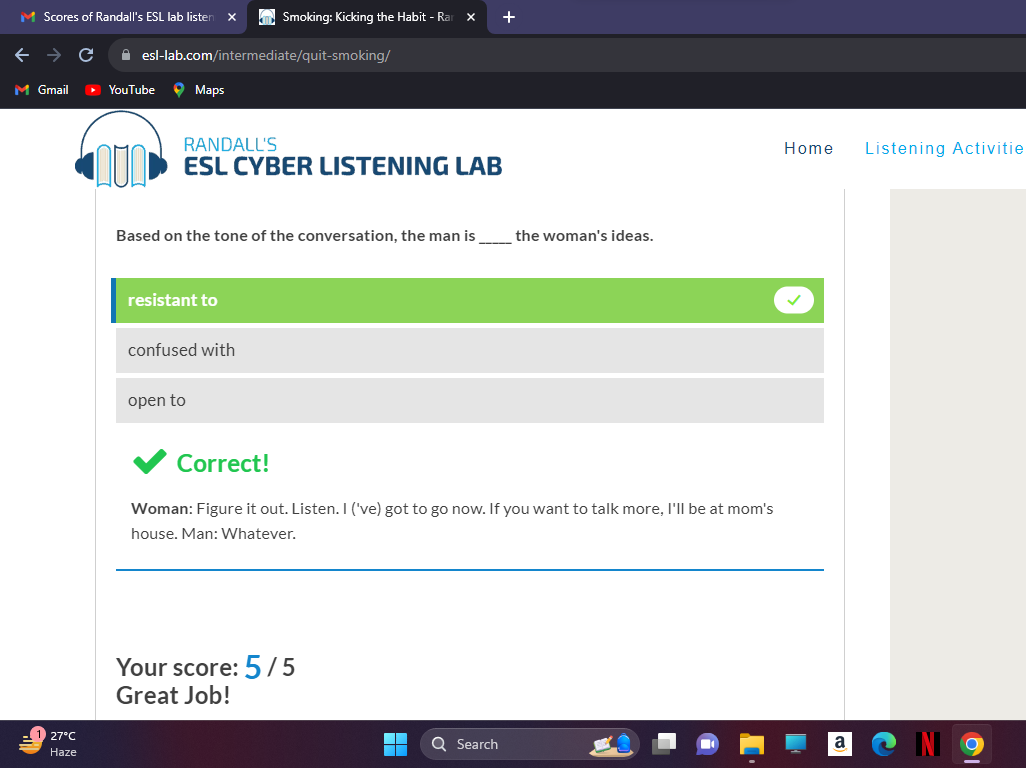 Scores of Randall's ESL lab listen
Smoking: Kicking the Habit - Ra
esl-lab.com/intermediate/quit-smoking/
Gmail
YouTube
Maps
RANDALL'S
ESL CYBER LISTENING LAB
Home
Listening Activitie
Based on the tone of the conversation, the man is _____ the woman's ideas.
resistant to
confused with
open to
Correct!
Woman: Figure it out. Listen. I ('ve) got to go now. If you want to talk more, I'll be at mom's
house. Man: Whatever.
Your score: 5 / 5
Great Job!
1
27°C
Haze
Search
a
N